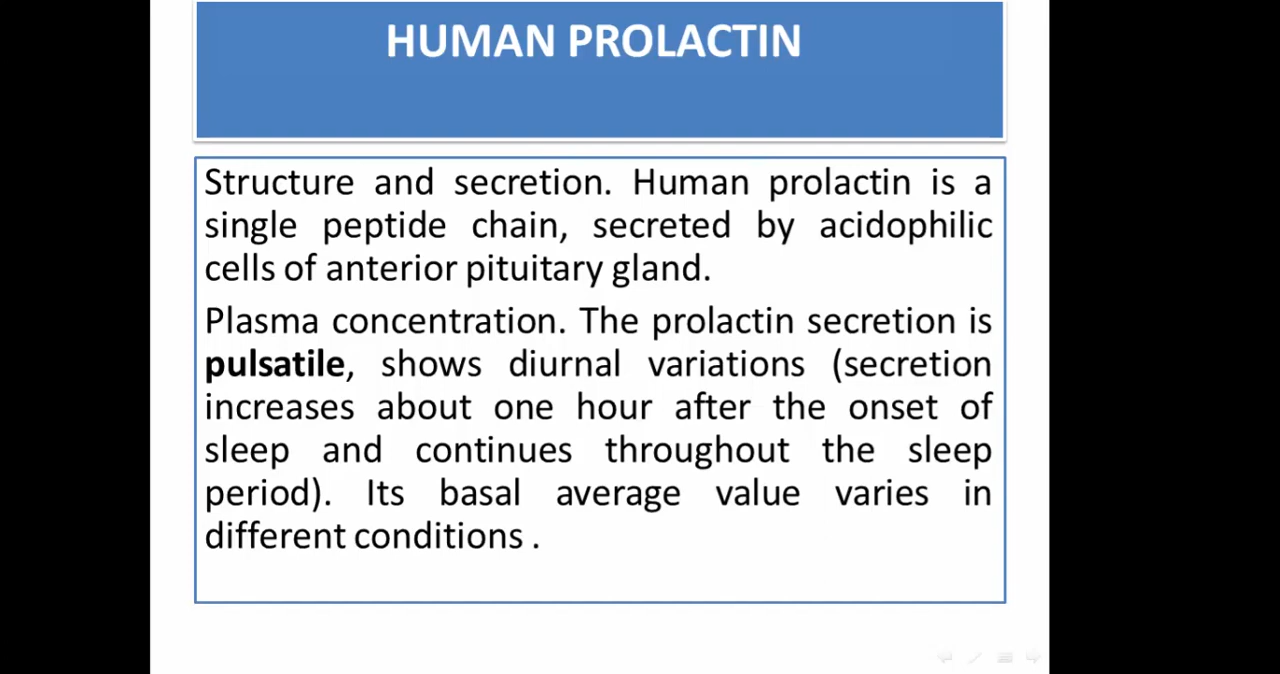 HUMAN PROLACTIN
Structure and secretion. Human prolactin is a
single peptide chain, secreted by acidophilic
cells of anterior pituitary gland.
Plasma concentration. The prolactin secretion is
pulsatile, shows diurnal variations (secretion
increases about one hour after the onset of
sleep and continues throughout the sleep
period). Its basal average value varies in
different conditions .